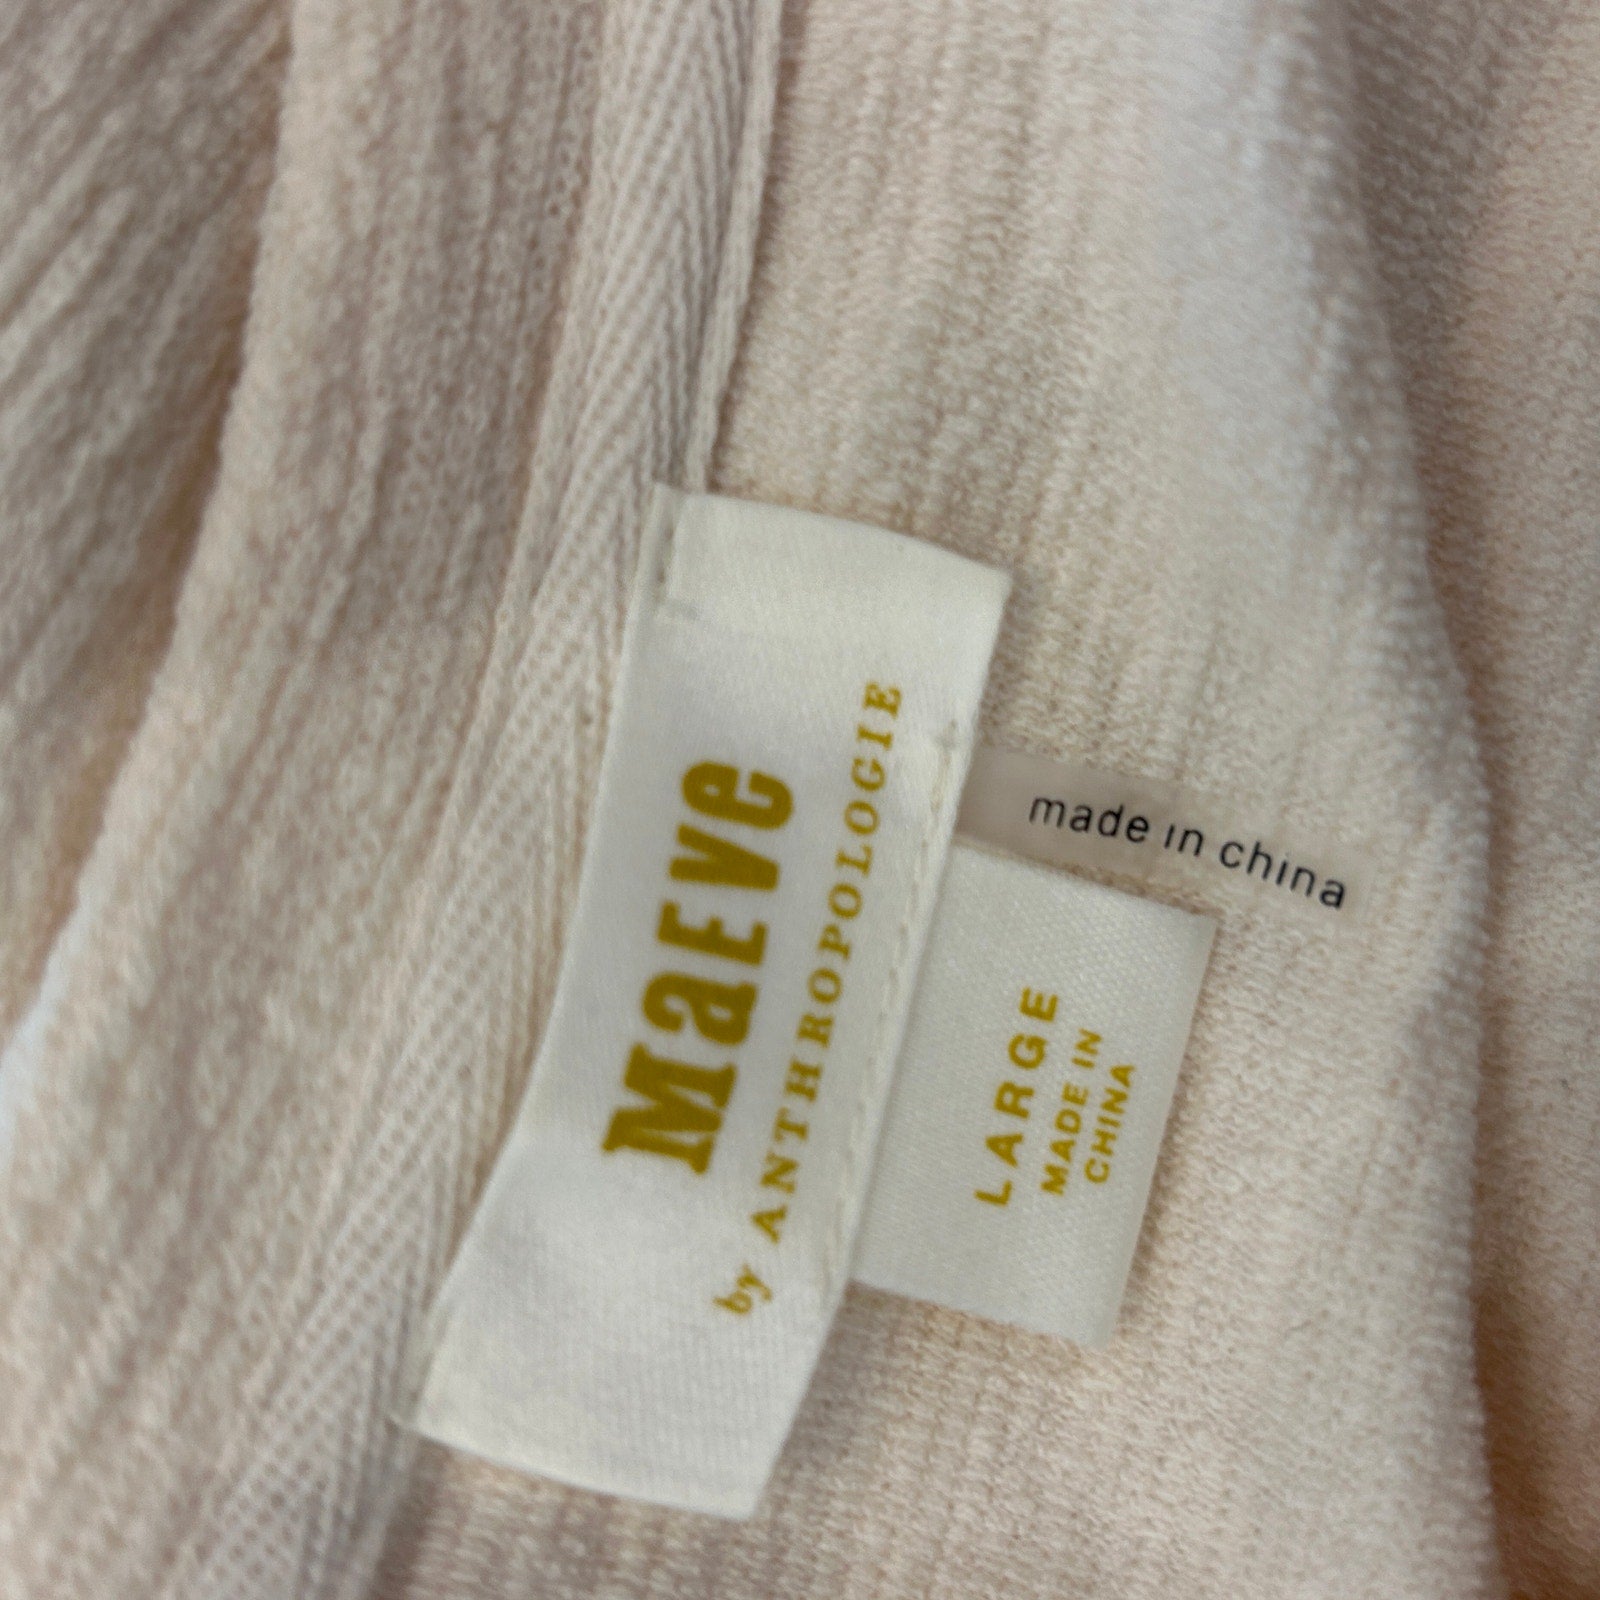 MaEVe
by ANTHROPOLOGIE
made in china
LARGE
MADE IN
CHINA